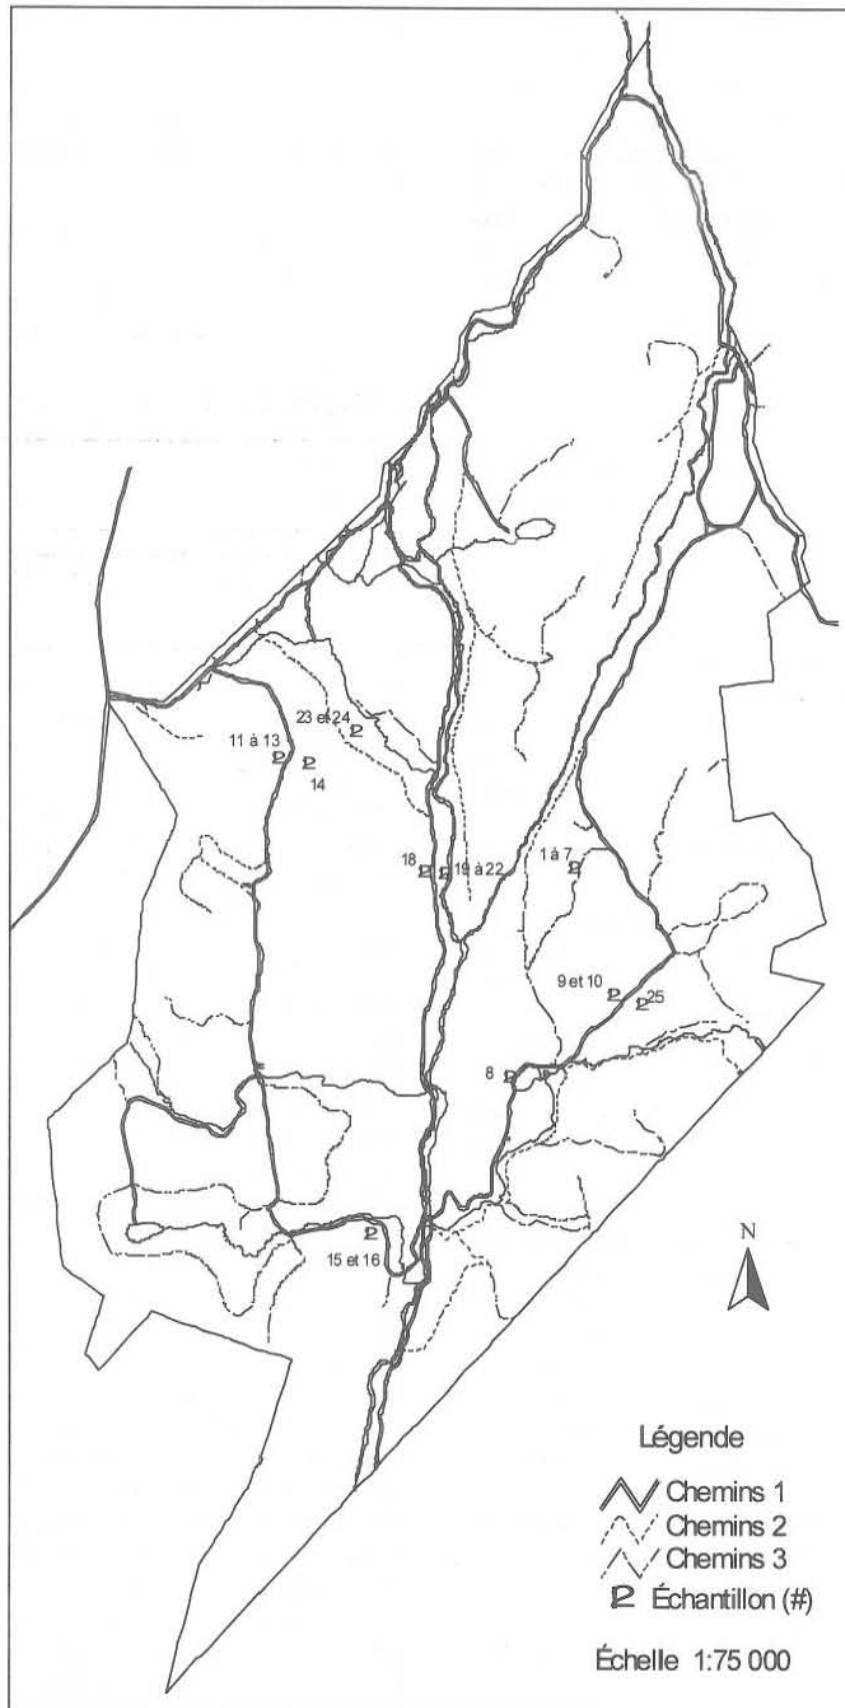 23 et 24
11 à 13
14
18
19 à 22
1 à 7
9 et 10
25
8
15 et 16
N
Légende
Chemins 1
Chemins 2
Chemins 3
Échantillon (#)
Échelle 1:75 000